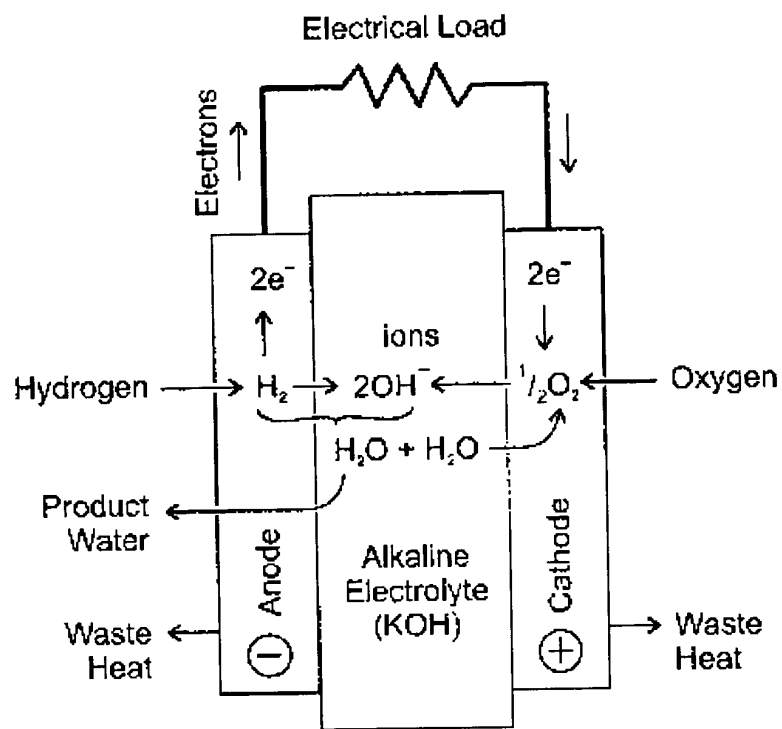 Electrical Load
Electrons
2e⁻
2e⁻
ions
Hydrogen
H₂
2OH⁻
¹/₂O₂
Oxygen
H₂O + H₂O
Product
Water
Anode
Alkaline
Electrolyte
(KOH)
Cathode
Waste
Heat
−
+
Waste
Heat